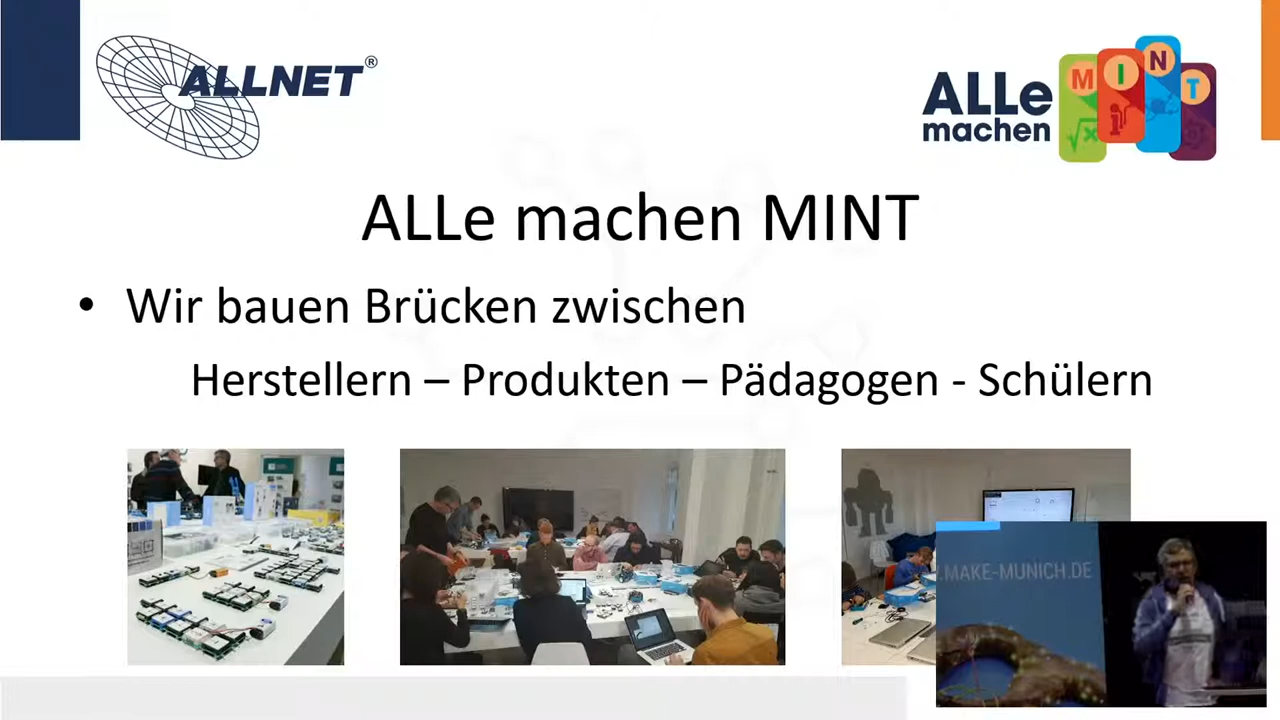 ALLNET®
ALLe
machen
M I N T
√x
ALLe machen MINT
• Wir bauen Brücken zwischen
Herstellern – Produkten – Pädagogen - Schülern
.MAKE-MUNICH.DE